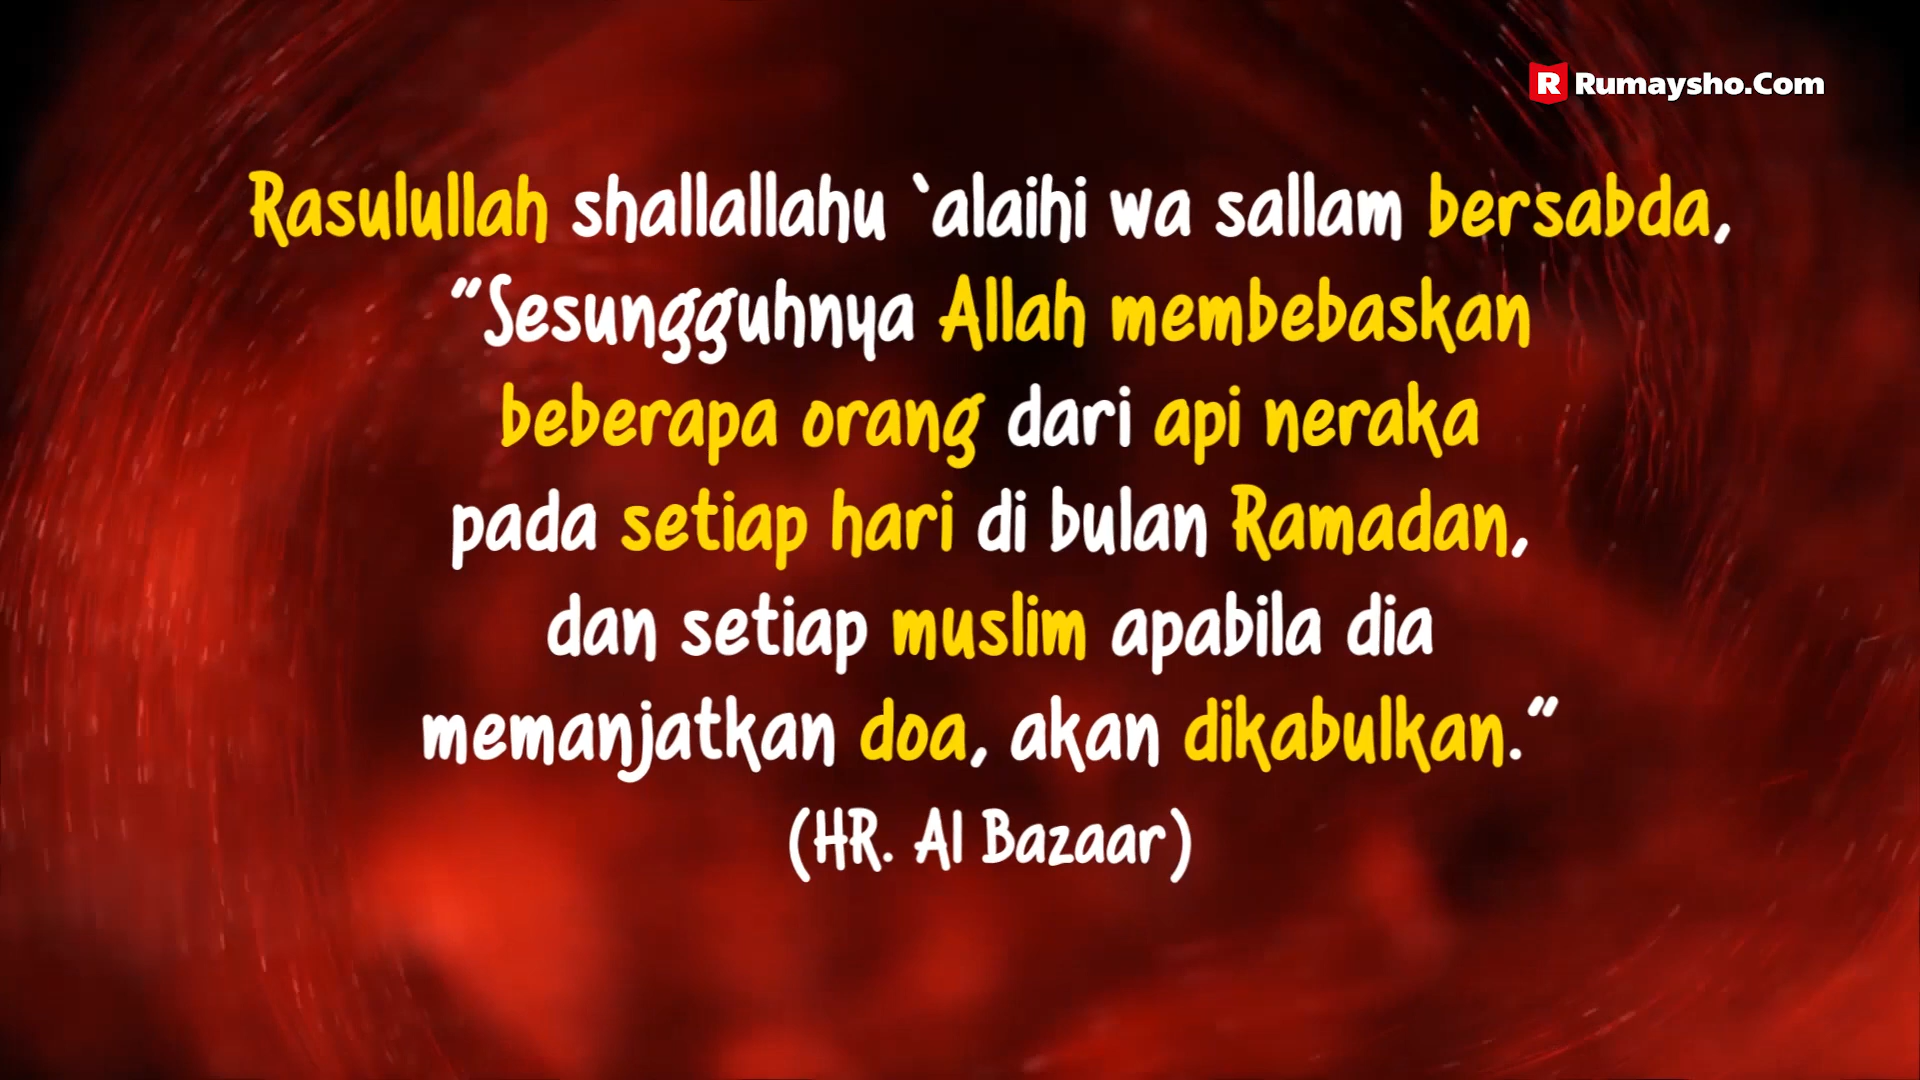 Rumaysho.Com
Rasulullah shallallahu `alaihi wa sallam bersabda,
"Sesungguhnya Allah membebaskan
beberapa orang dari api neraka
pada setiap hari di bulan Ramadan,
dan setiap muslim apabila dia
memanjatkan doa, akan dikabulkan."
(HR. Al Bazaar)